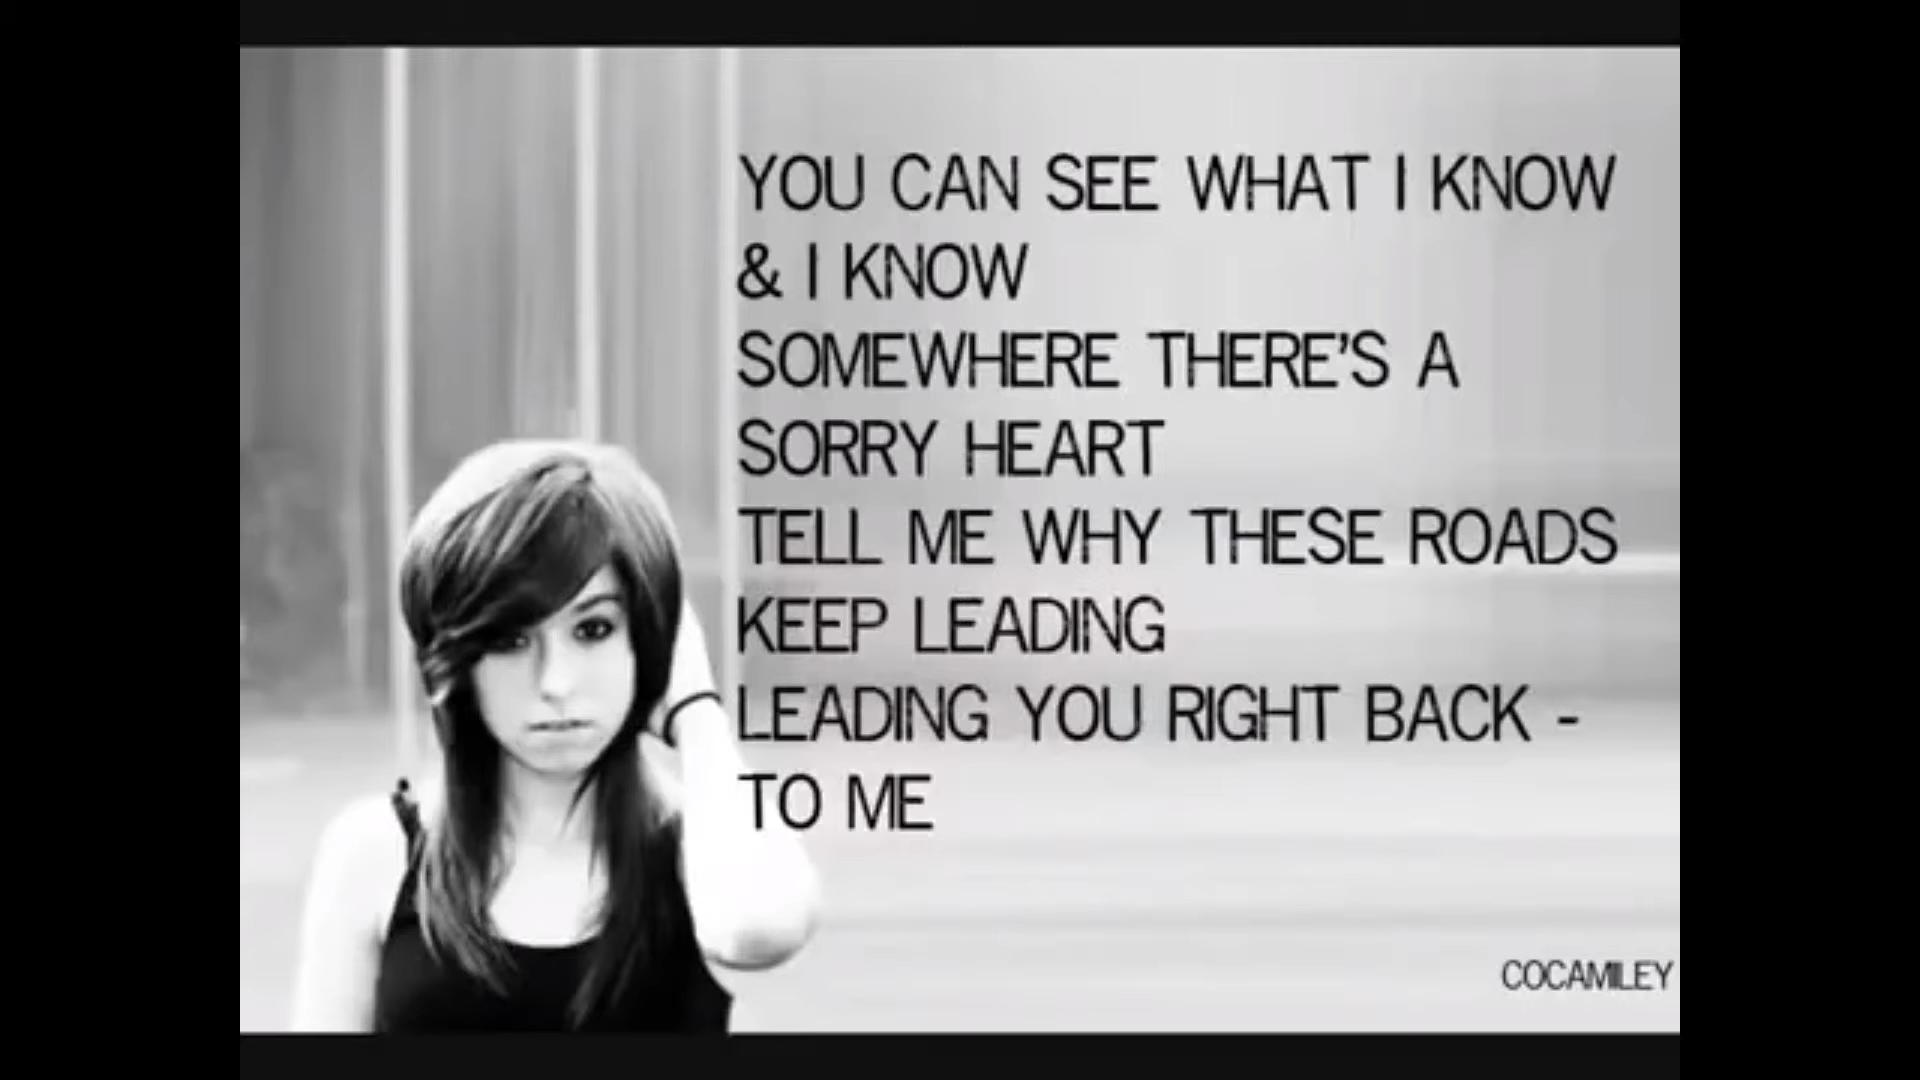 YOU CAN SEE WHAT I KNOW
& I KNOW
SOMEWHERE THERE'S A
SORRY HEART
TELL ME WHY THESE ROADS
KEEP LEADING
LEADING YOU RIGHT BACK -
TO ME
COCAMILEY